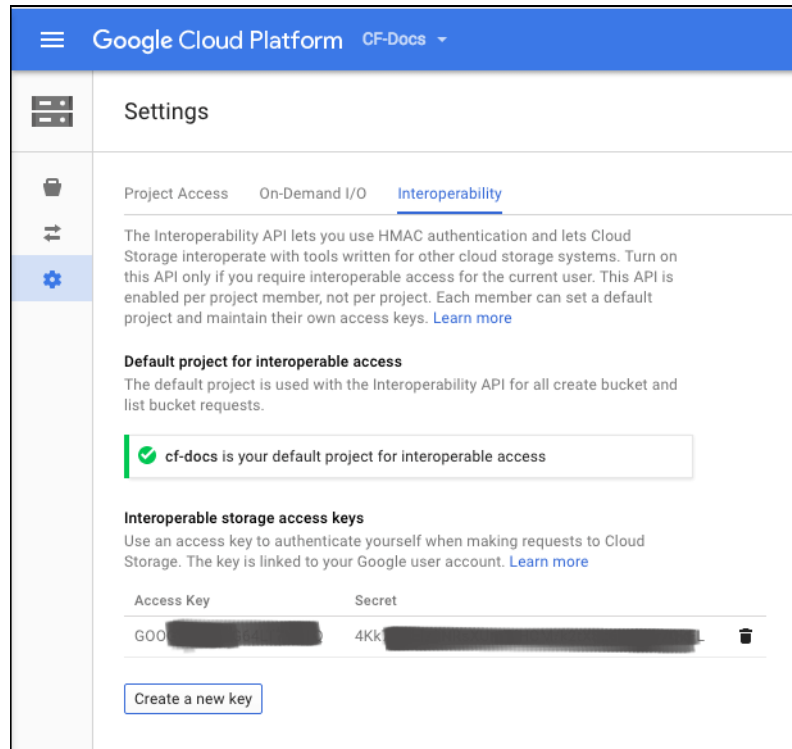 Google Cloud Platform CF-Docs
Settings
Project Access On-Demand I/O Interoperability
The Interoperability API lets you use HMAC authentication and lets Cloud
Storage interoperate with tools written for other cloud storage systems. Turn on
this API only if you require interoperable access for the current user. This API is
enabled per project member, not per project. Each member can set a default
project and maintain their own access keys. Learn more
Default project for interoperable access
The default project is used with the Interoperability API for all create bucket and
list bucket requests.
cf-docs is your default project for interoperable access
Interoperable storage access keys
Use an access key to authenticate yourself when making requests to Cloud
Storage. The key is linked to your Google user account. Learn more
Access Key Secret
Create a new key